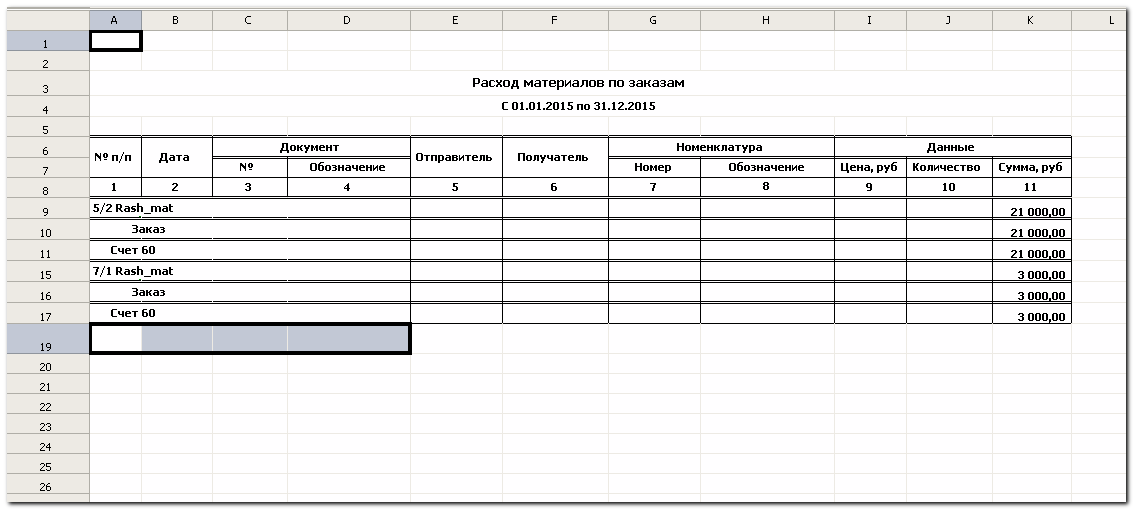 A B C D E F G H I J K L
1
2
3 Расход материалов по заказам
4 С 01.01.2015 по 31.12.2015
5
6 № п/п Дата Документ Отправитель Получатель Номенклатура Данные
7 № Обозначение Номер Обозначение Цена, руб Количество Сумма, руб
8 1 2 3 4 5 6 7 8 9 10 11
9 5/2 Rash_mat 21 000,00
10 Заказ 21 000,00
11 Счет 60 21 000,00
15 7/1 Rash_mat 3 000,00
16 Заказ 3 000,00
17 Счет 60 3 000,00
19
20
21
22
23
24
25
26